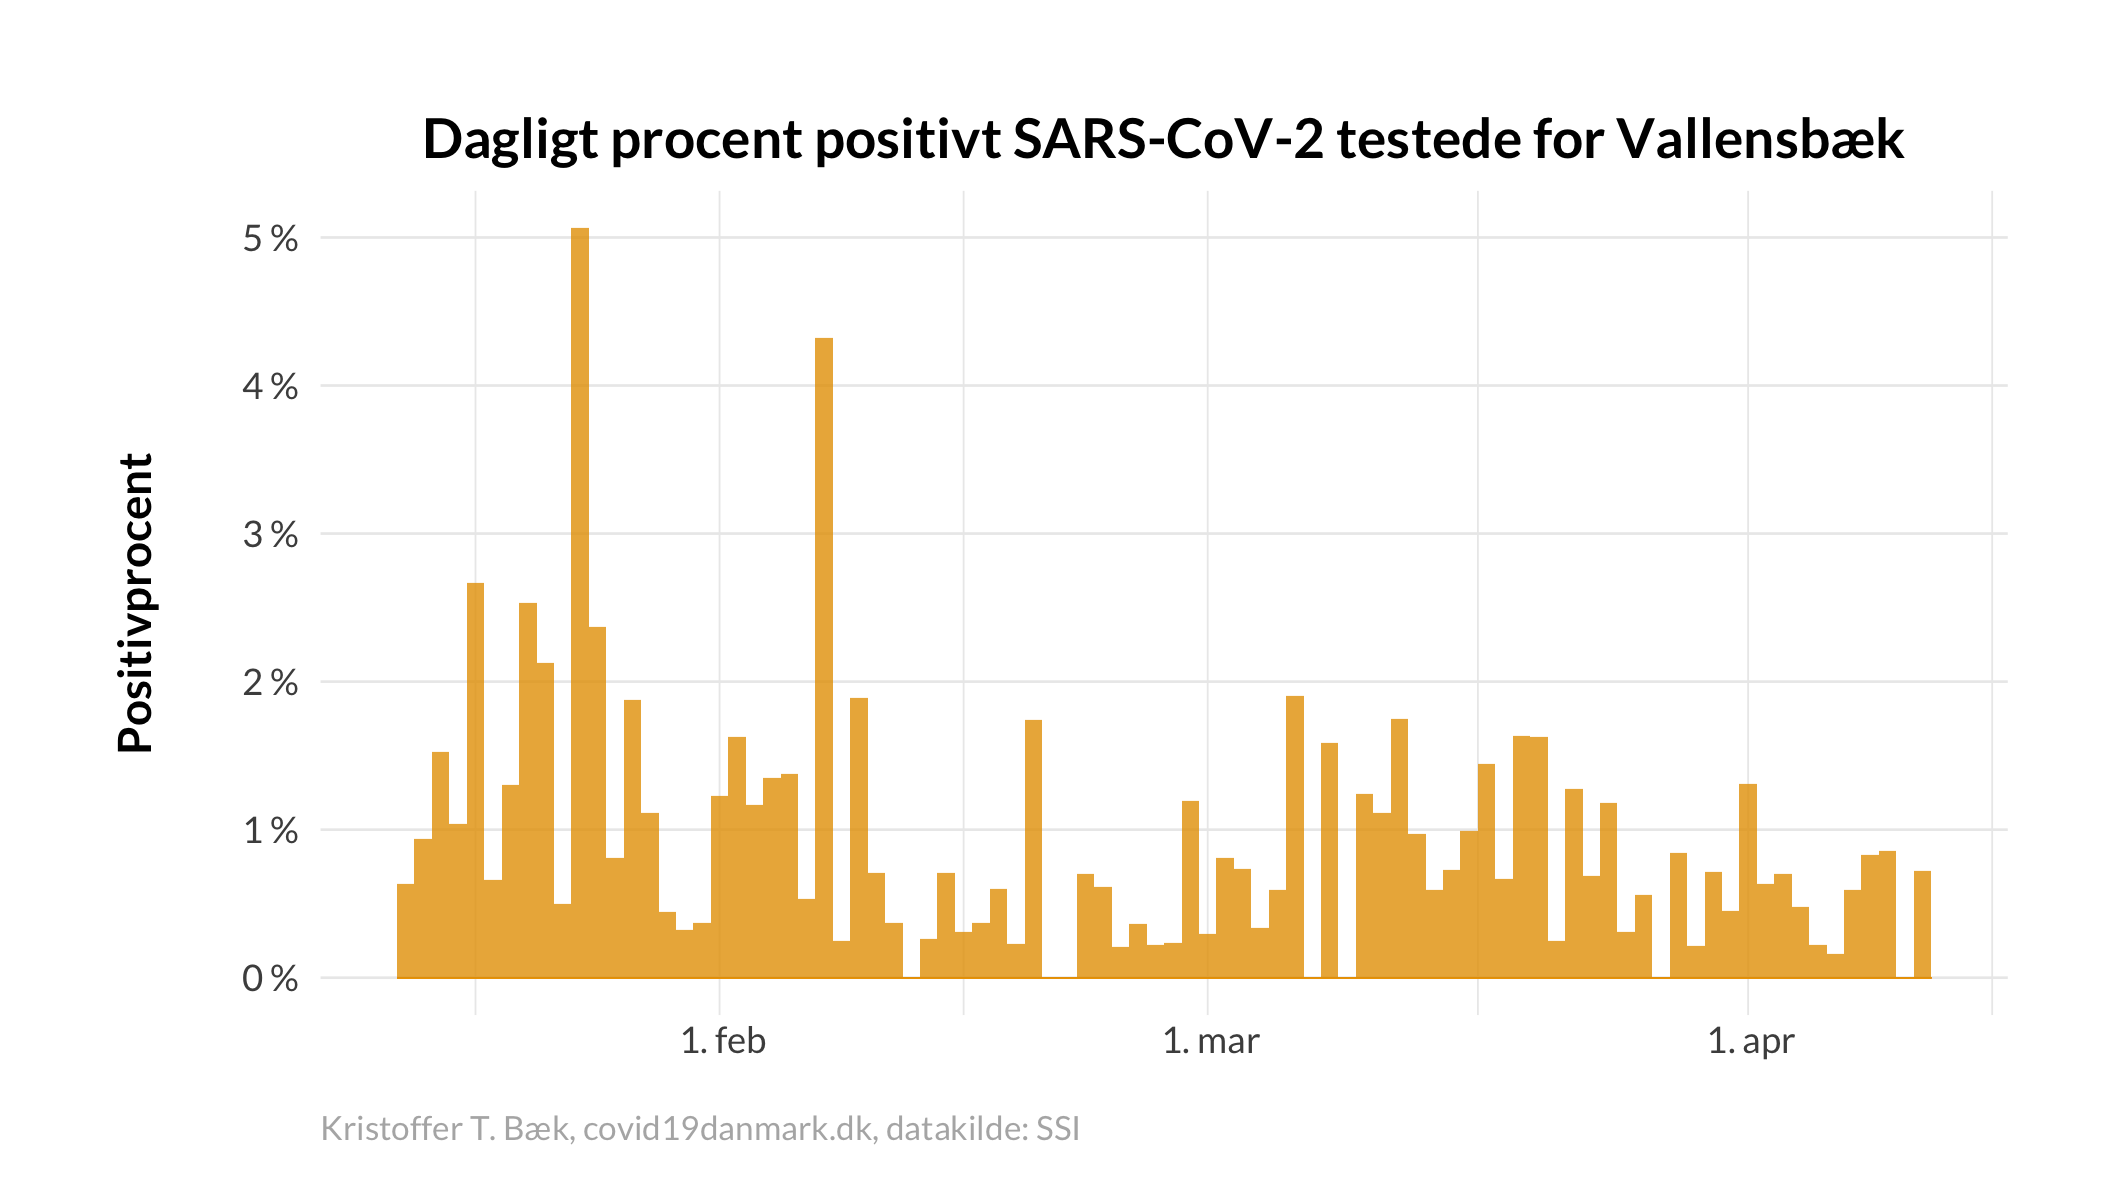 Dagligt procent positivt SARS-CoV-2 testede for Vallensbæk
Positivprocent
5 %
4 %
3 %
2 %
1 %
0 %
1. feb
1. mar
1. apr
Kristoffer T. Bæk, covid19danmark.dk, datakilde: SSI